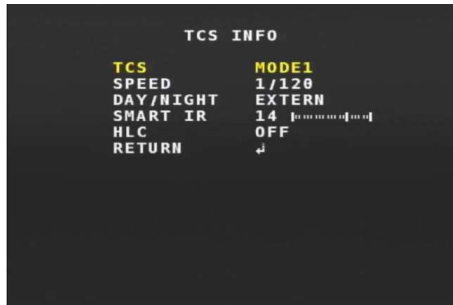 TCS INFO
TCS MODE1
SPEED 1/120
DAY/NIGHT EXTERN
SMART IR 14
HLC OFF
RETURN ↲